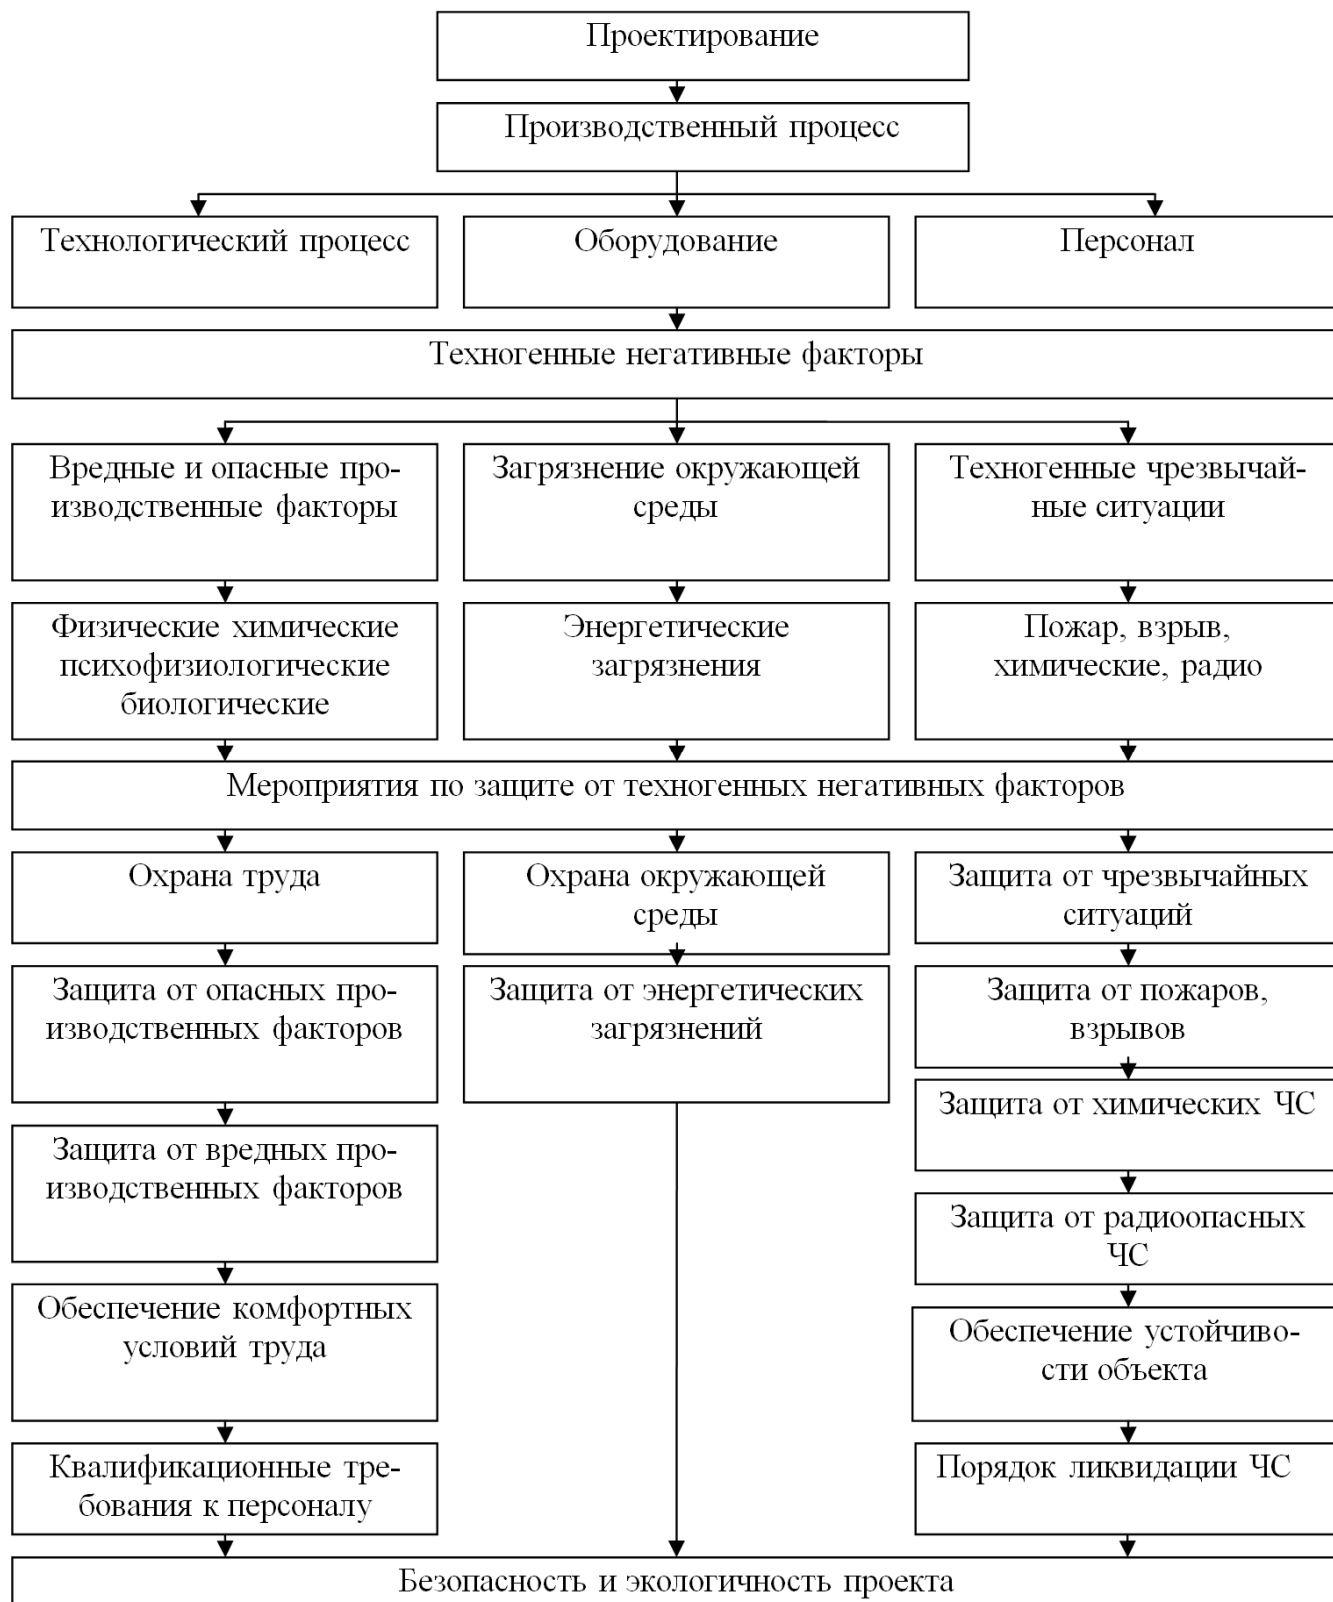 Проектирование
Производственный процесс
Технологический процесс
Оборудование
Персонал
Техногенные негативные факторы
Вредные и опасные про-
изводственные факторы
Загрязнение окружающей
среды
Техногенные чрезвычай-
ные ситуации
Физические химические
психофизиологические
биологические
Энергетические
загрязнения
Пожар, взрыв,
химические, радио
Мероприятия по защите от техногенных негативных факторов
Охрана труда
Охрана окружающей
среды
Защита от чрезвычайных
ситуаций
Защита от опасных про-
изводственных факторов
Защита от энергетических
загрязнений
Защита от пожаров,
взрывов
Защита от химических ЧС
Защита от вредных про-
изводственных факторов
Защита от радиоопасных
ЧС
Обеспечение комфортных
условий труда
Обеспечение устойчиво-
сти объекта
Квалификационные тре-
бования к персоналу
Порядок ликвидации ЧС
Безопасность и экологичность проекта